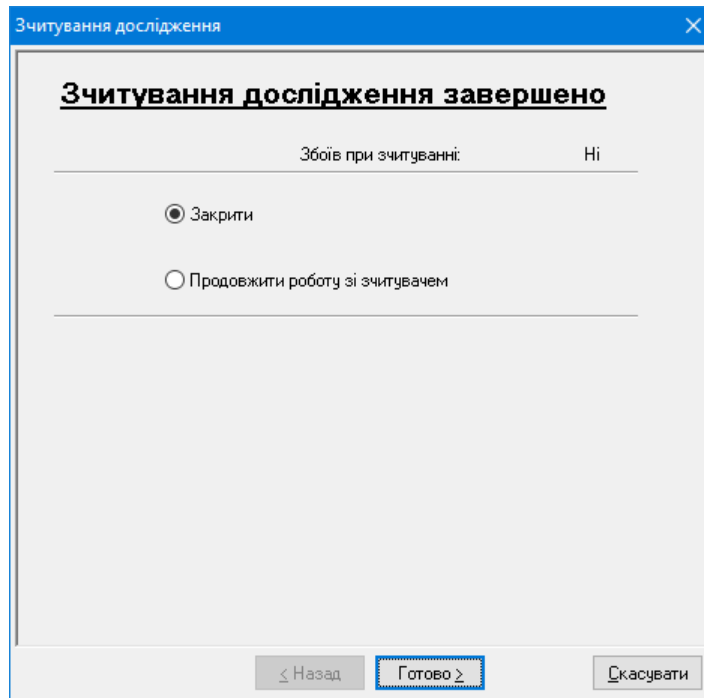 Зчитування дослідження
Зчитування дослідження завершено
Збоїв при зчитуванні: Ні
Закрити
Продовжити роботу зі зчитувачем
< Назад Готово > Скасувати